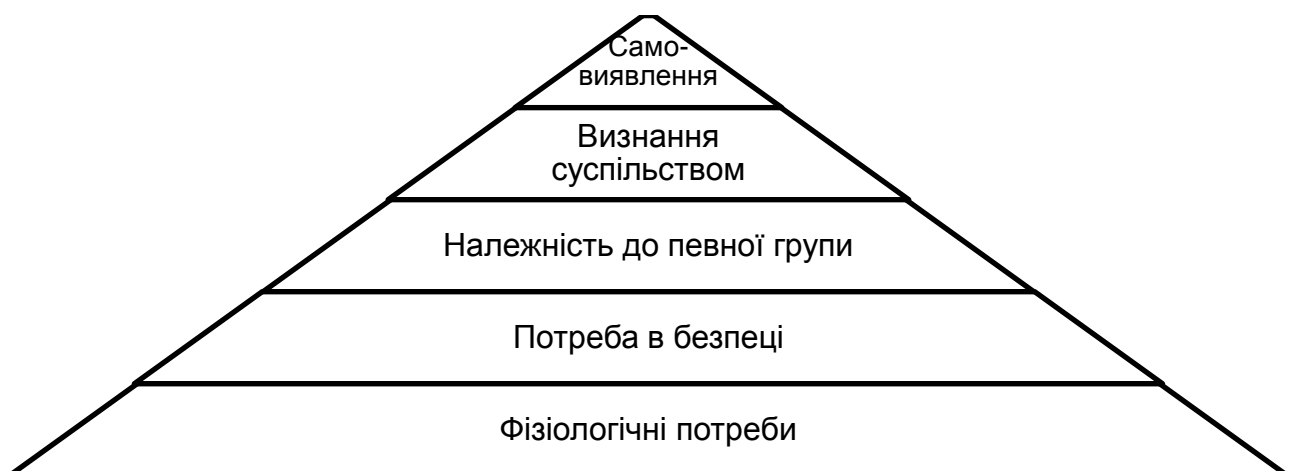 Само-
виявлення
Визнання
суспільством
Належність до певної групи
Потреба в безпеці
Фізіологічні потреби